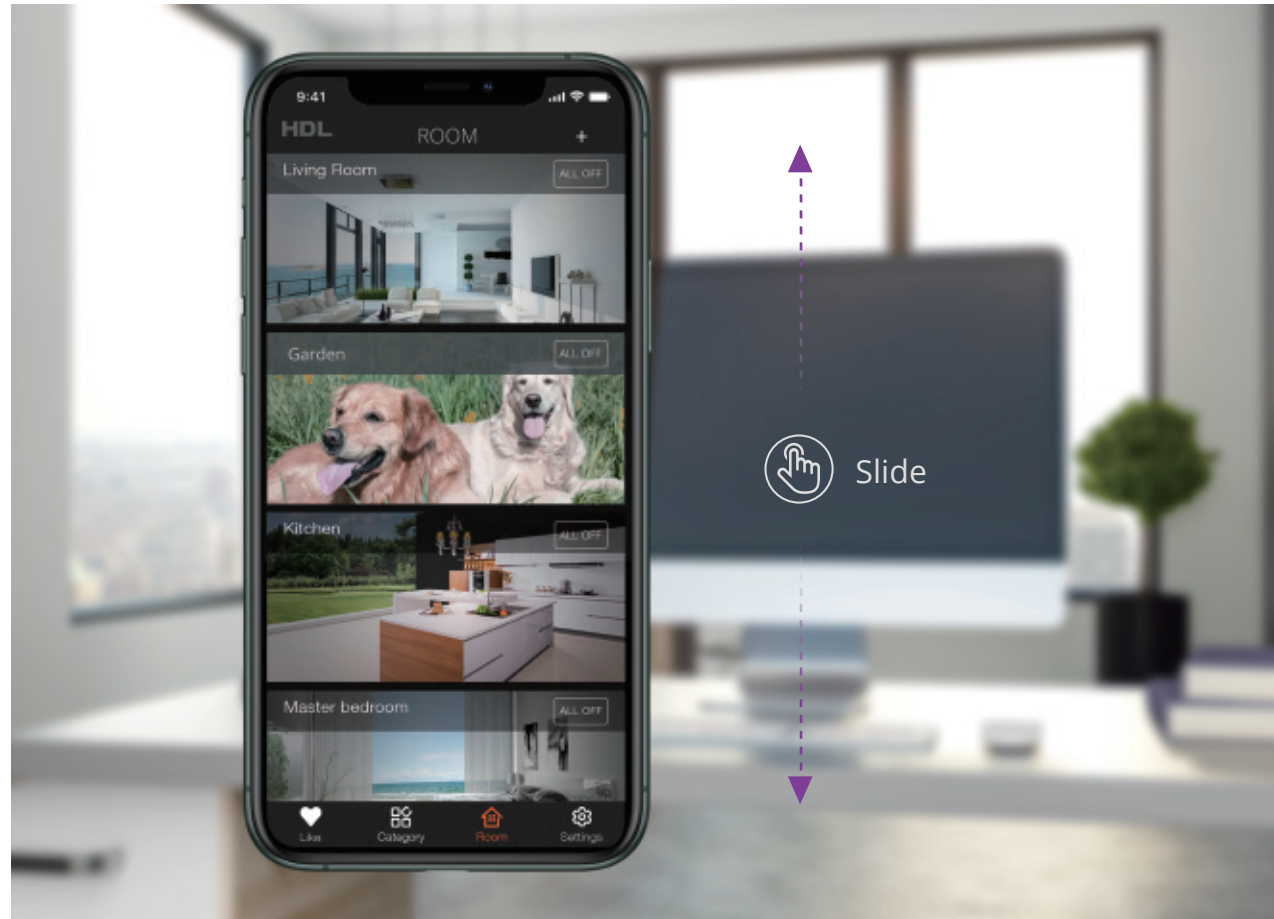 9:41
HDL
ROOM
+
Living Room
ALL OFF
Garden
ALL OFF
Kitchen
ALL OFF
Master bedroom
ALL OFF
Like
Category
Room
Settings
Slide